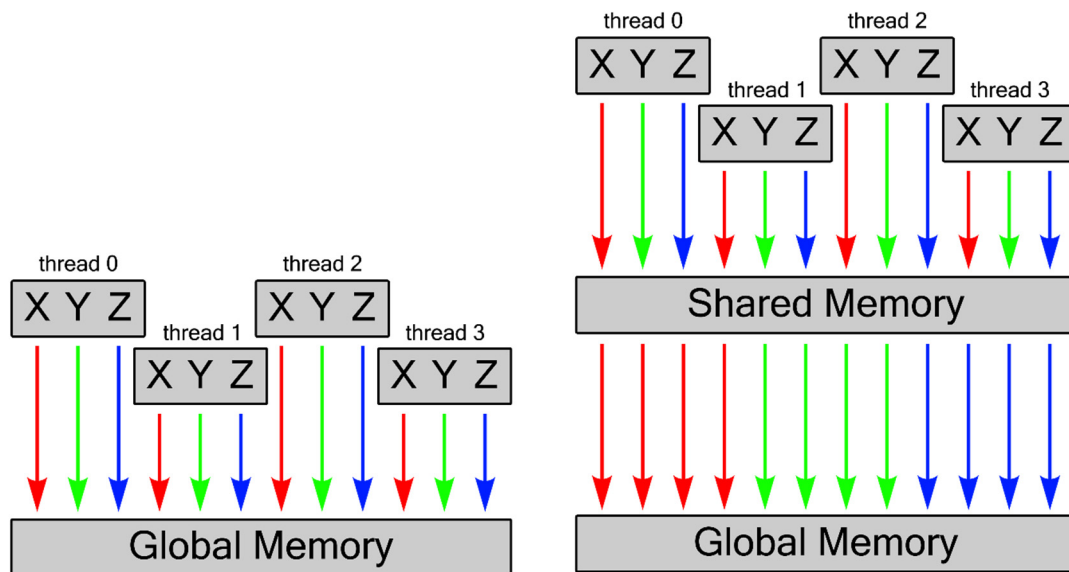 thread 0
X Y Z
thread 1
X Y Z
thread 2
X Y Z
thread 3
X Y Z
Global Memory
thread 0
X Y Z
thread 1
X Y Z
thread 2
X Y Z
thread 3
X Y Z
Shared Memory
Global Memory